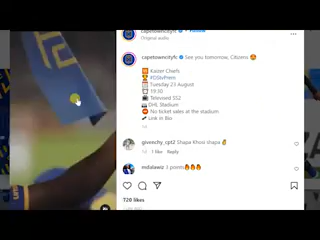 capetowncityfc
Original audio
capetowncityfc See you tomorrow, Citizens 😍
🆚 Kaizer Chiefs
🏆 #DStvPrem
🗓 Tuesday 23 August
⏰ 19:30
📺 Televised SS2
🏟 DHL Stadium
⛔ No ticket sales at the stadium
Link in Bio
givenchy_cpt2 Shapa Khosi shapa
1 like Reply
mdalawiz 3 points🔥🔥🔥
728 likes